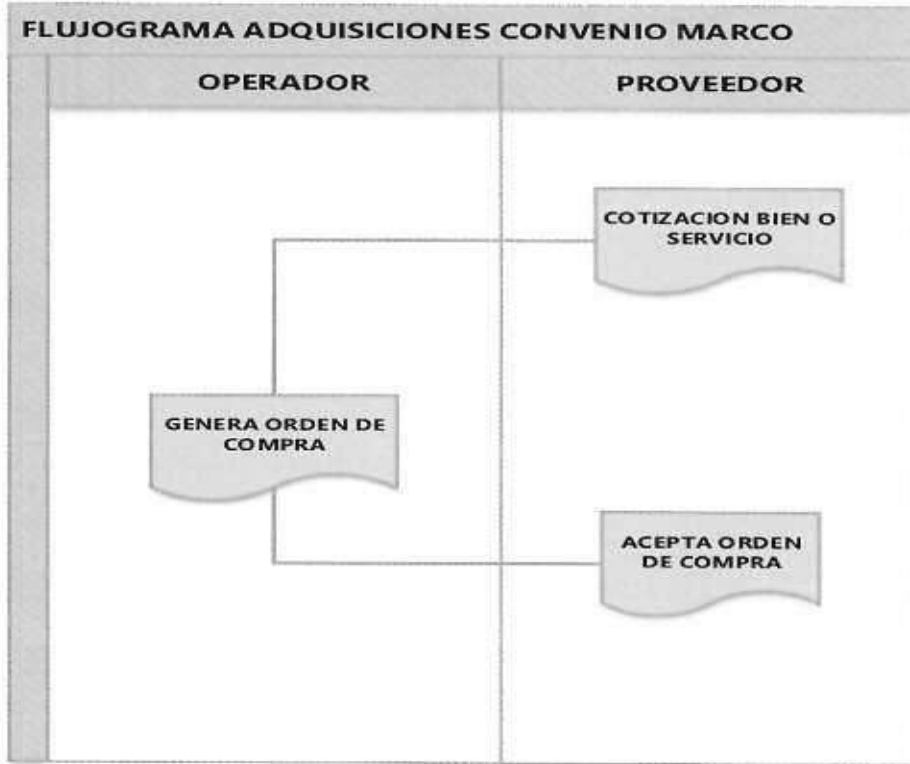 FLUJOGRAMA ADQUISICIONES CONVENIO MARCO
OPERADOR
PROVEEDOR
COTIZACION BIEN O
SERVICIO
GENERA ORDEN DE
COMPRA
ACEPTA ORDEN
DE COMPRA